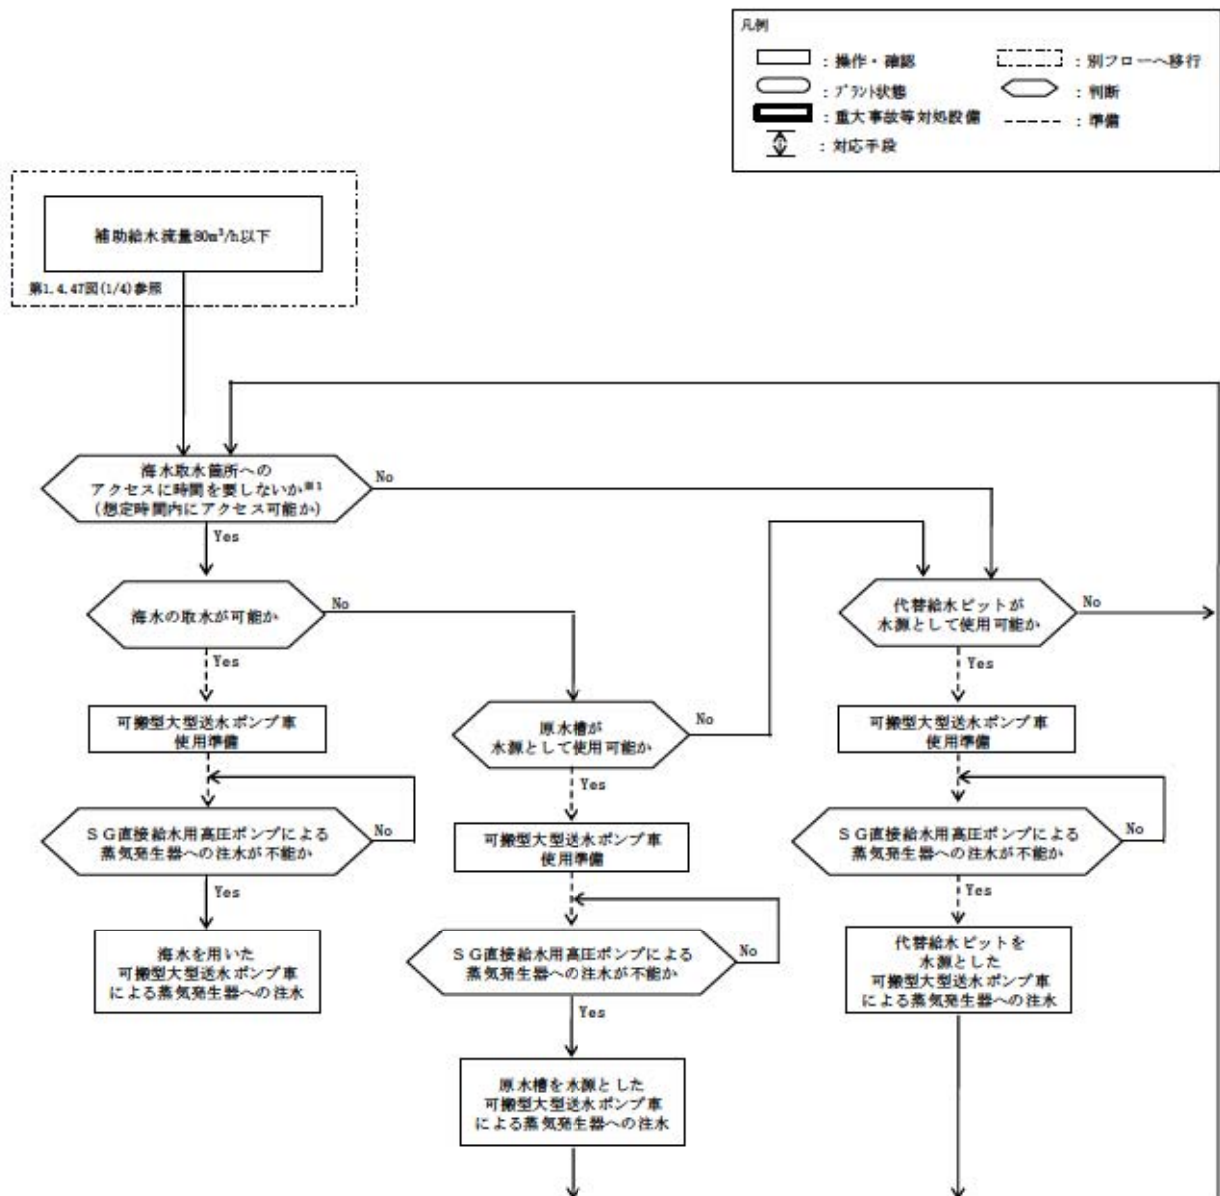 凡例
：操作・確認
：別フローへ移行
：プラント状態
：判断
：重大事故等対処設備
：準備
：対応手段
補助給水流量80m³/h以下
第1.4.47図(1/4)参照
海水取水箇所への
アクセスに時間を要しないか※1
（想定時間内にアクセス可能か）
No
Yes
海水の取水が可能か
No
Yes
代替給水ピットが
水源として使用可能か
No
Yes
可搬型大型送水ポンプ車
使用準備
原水槽が
水源として使用可能か
No
Yes
可搬型大型送水ポンプ車
使用準備
ＳＧ直接給水用高圧ポンプによる
蒸気発生器への注水が不能か
No
Yes
可搬型大型送水ポンプ車
使用準備
ＳＧ直接給水用高圧ポンプによる
蒸気発生器への注水が不能か
No
Yes
海水を用いた
可搬型大型送水ポンプ車
による蒸気発生器への注水
ＳＧ直接給水用高圧ポンプによる
蒸気発生器への注水が不能か
No
Yes
代替給水ピットを
水源とした
可搬型大型送水ポンプ車
による蒸気発生器への注水
原水槽を水源とした
可搬型大型送水ポンプ車
による蒸気発生器への注水